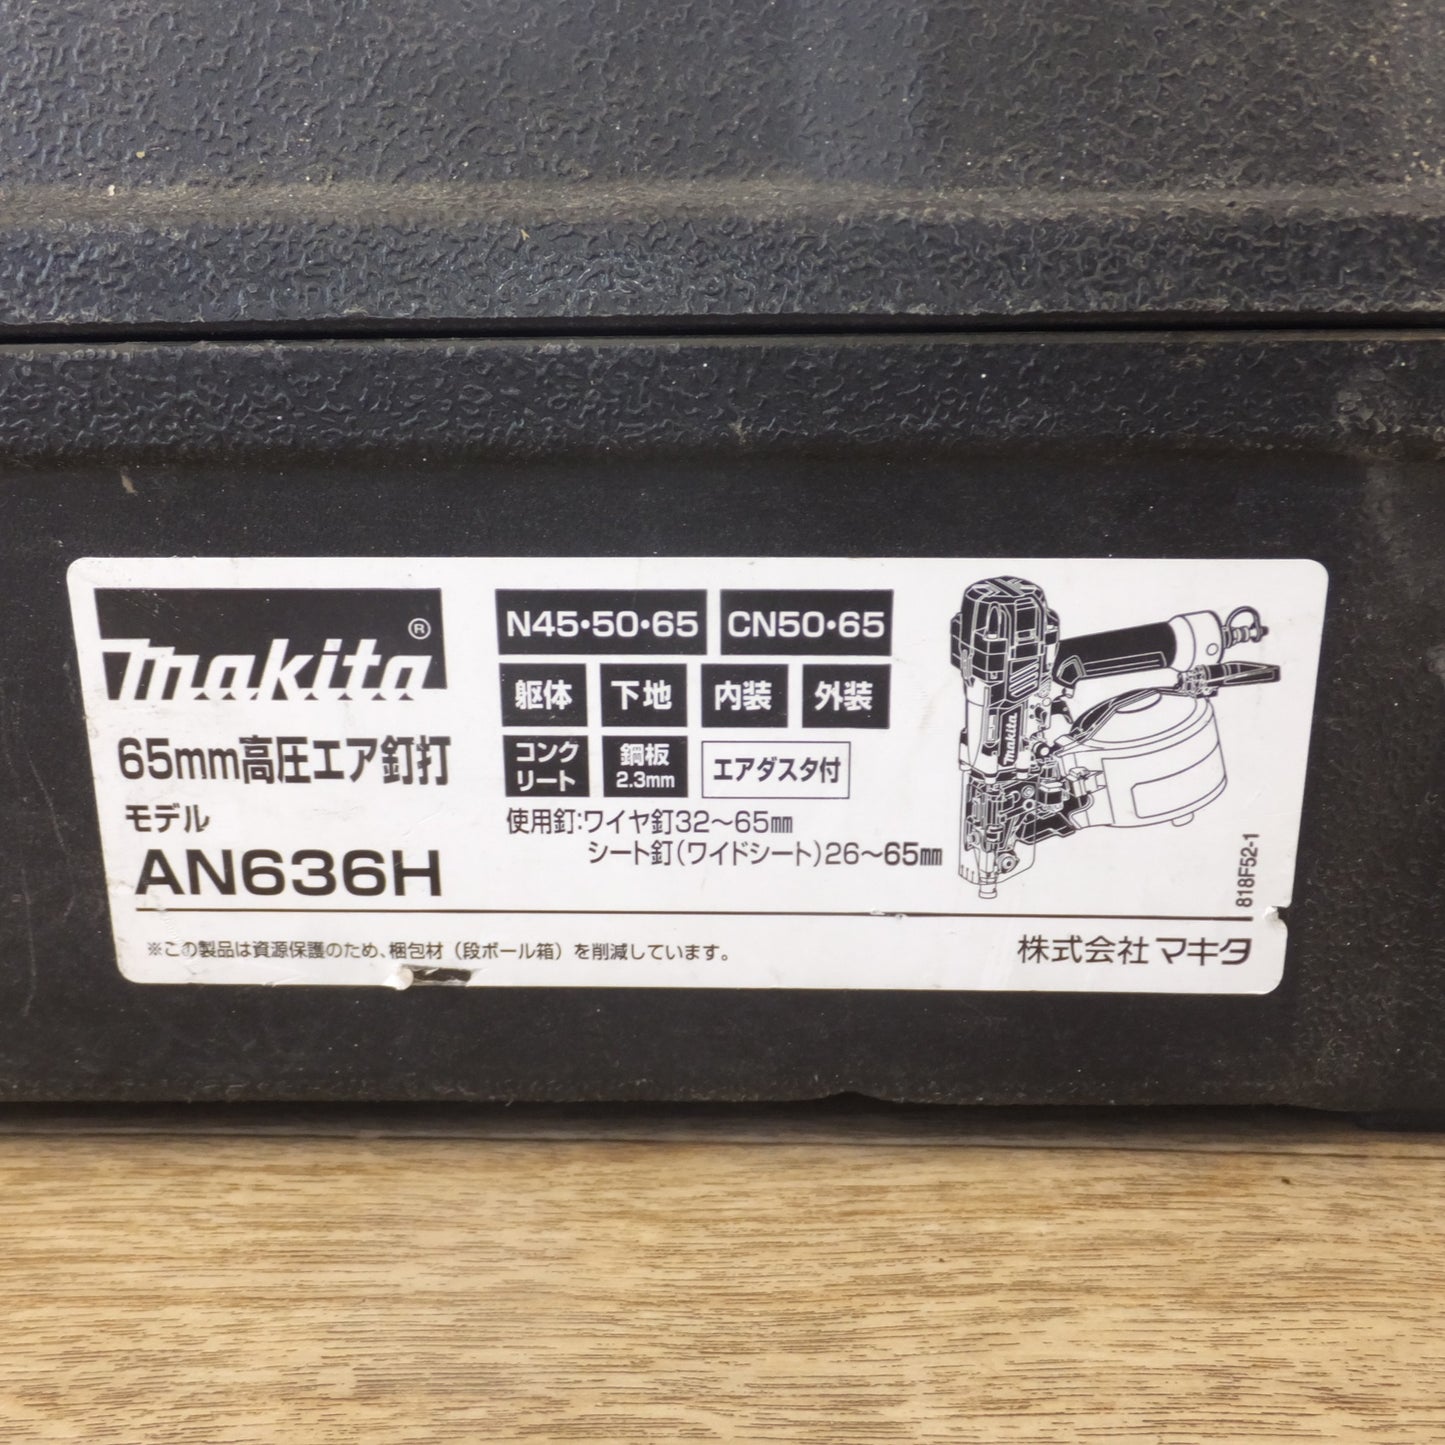 makita®
65mm高圧エア釘打
モデル
AN636H
N45・50・65 CN50・65
躯体 下地 内装 外装
コンク
リート
鋼板
2.3mm
エアダスタ付
使用釘:ワイヤ釘32～65㎜
シート釘(ワイドシート)26～65㎜
makita
818F52-1
※この製品は資源保護のため、梱包材（段ボール箱）を削減しています。
株式会社 マキタ